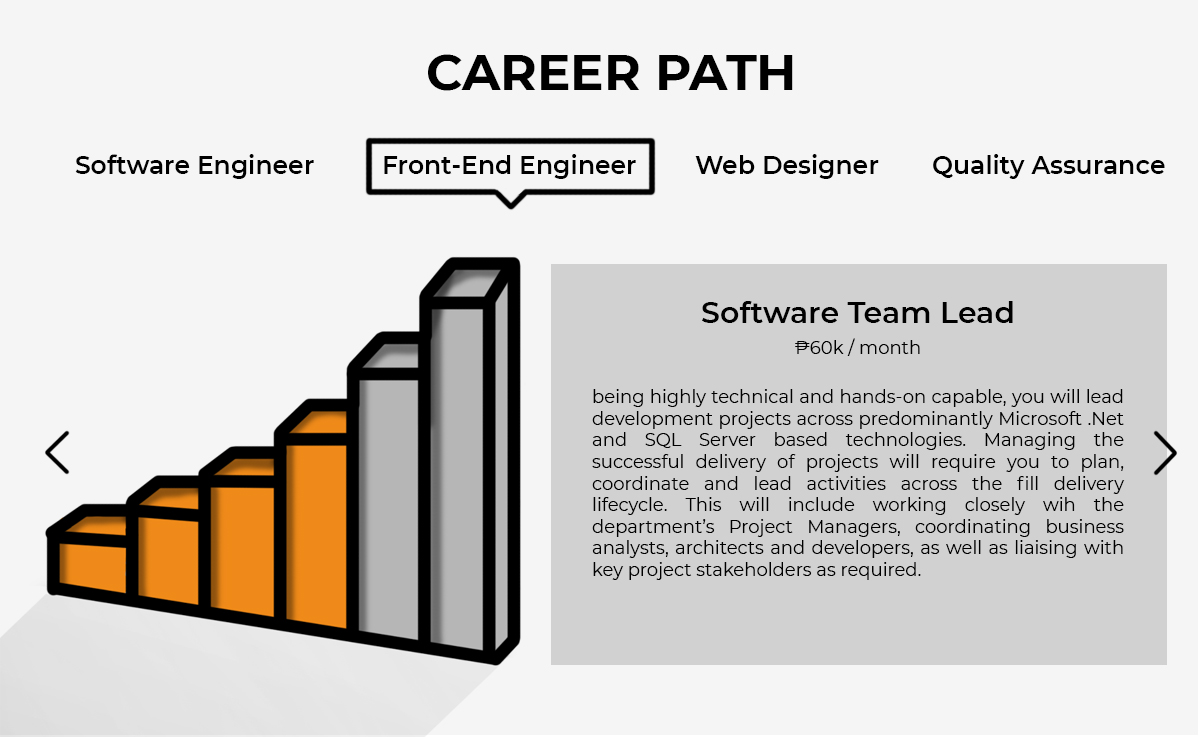 CAREER PATH
Software Engineer
Front-End Engineer
Web Designer
Quality Assurance
Software Team Lead
₱60k / month
being highly technical and hands-on capable, you will lead
development projects across predominantly Microsoft .Net
and SQL Server based technologies. Managing the
successful delivery of projects will require you to plan,
coordinate and lead activities across the fill delivery
lifecycle. This will include working closely wih the
department’s Project Managers, coordinating business
analysts, architects and developers, as well as liaising with
key project stakeholders as required.